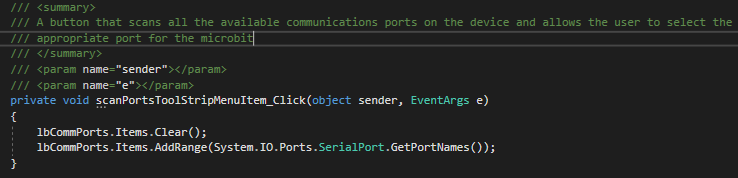 /// <summary>
/// A button that scans all the available communications ports on the device and allows the user to select the
/// appropriate port for the microbit
/// </summary>
/// <param name="sender"></param>
/// <param name="e"></param>
private void scanPortsToolStripMenuItem_Click(object sender, EventArgs e)
{
    lbCommPorts.Items.Clear();
    lbCommPorts.Items.AddRange(System.IO.Ports.SerialPort.GetPortNames());
}